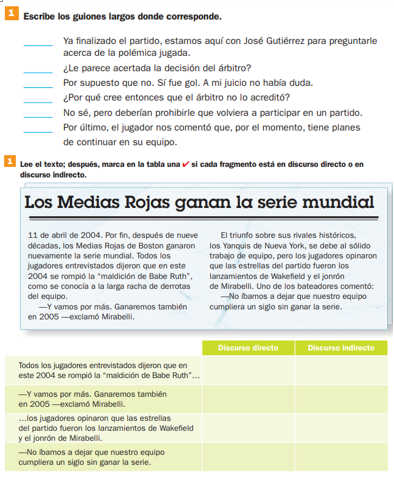 1 Escribe los guiones largos donde corresponde.
Ya finalizado el partido, estamos aquí con José Gutiérrez para preguntarle
acerca de la polémica jugada.
¿Le parece acertada la decisión del árbitro?
Por supuesto que no. Sí fue gol. A mi juicio no había duda.
¿Por qué cree entonces que el árbitro no lo acreditó?
No sé, pero deberían prohibirle que volviera a participar en un partido.
Por último, el jugador nos comentó que, por el momento, tiene planes
de continuar en su equipo.
1 Lee el texto; después, marca en la tabla una ✓ si cada fragmento está en discurso directo o en
discurso indirecto.
Los Medias Rojas ganan la serie mundial
11 de abril de 2004. Por fin, después de nueve
décadas, los Medias Rojas de Boston ganaron
nuevamente la serie mundial. Todos los
jugadores entrevistados dijeron que en este
2004 se rompió la “maldición de Babe Ruth”,
como se conocía a la larga racha de derrotas
del equipo.
—Y vamos por más. Ganaremos también
en 2005 —exclamó Mirabelli.
El triunfo sobre sus rivales históricos,
los Yanquis de Nueva York, se debe al sólido
trabajo de equipo, pero los jugadores opinaron
que las estrellas del partido fueron los
lanzamientos de Wakefield y el jonrón
de Mirabelli. Uno de los bateadores comentó:
—No íbamos a dejar que nuestro equipo
cumpliera un siglo sin ganar la serie.
Discurso directo Discurso indirecto
Todos los jugadores entrevistados dijeron que en
este 2004 se rompió la “maldición de Babe Ruth”…
—Y vamos por más. Ganaremos también
en 2005 —exclamó Mirabelli.
…los jugadores opinaron que las estrellas
del partido fueron los lanzamientos de Wakefield
y el jonrón de Mirabelli.
—No íbamos a dejar que nuestro equipo
cumpliera un siglo sin ganar la serie.